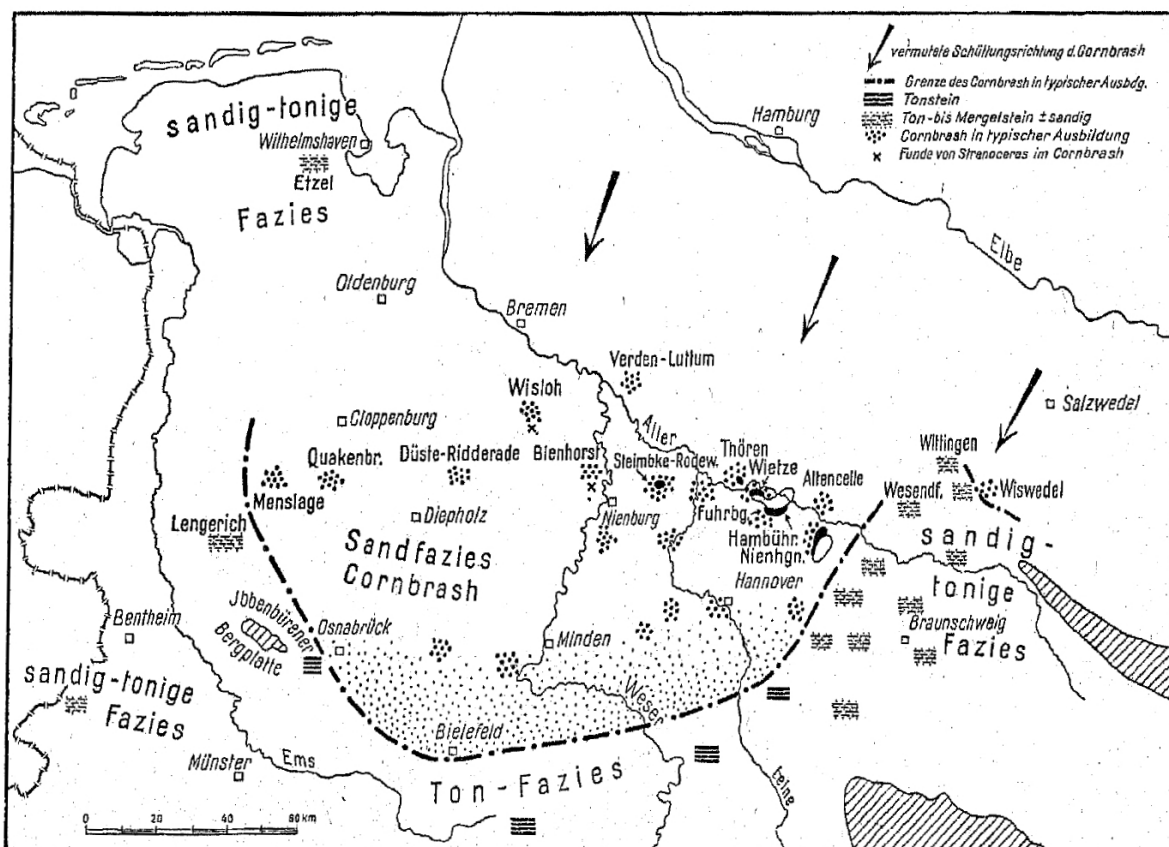 vermutete Schüttungsrichtung d. Cornbrash
Grenze des Cornbrash in typischer Ausbdg.
Tonstein
Ton- bis Mergelstein ± sandig
Cornbrash in typischer Ausbildung
Funde von Strenoceras im Cornbrash
Hamburg
sandig-tonige
Wilhelmshaven
Etzel
Fazies
Elbe
Oldenburg
Bremen
Verden-Luttum
Wisloh
Salzwedel
Cloppenburg
Aller
Quakenbr.
Düste-Ridderade
Bienhorst
Steimbke-Rodew.
Thören
Wietze
Altencelle
Wittingen
Wesendf.
Wiswedel
Menslage
Lengerich
Diepholz
Nienburg
Fuhrbg.
Hambühr.
Nienhgn.
Sandfazies
Cornbrash
sandig-
tonige
Fazies
Hannover
Braunschweig
Bentheim
Jbbenbürener
Bergplatte
Osnabrück
Minden
sandig-tonige
Fazies
Weser
Bielefeld
Münster
Ems
Ton-Fazies
Leine
0 20 40 60 km